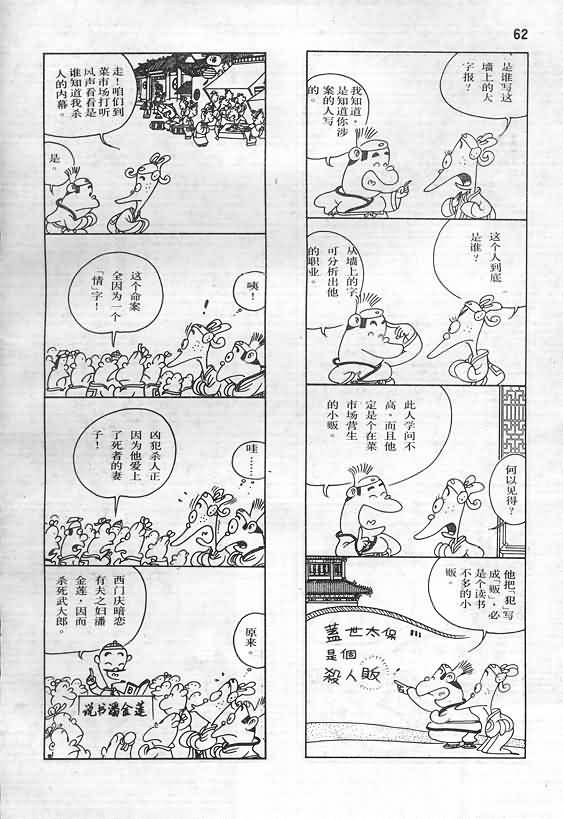 62
是谁写这
墙上的大
字报？
我知道，
是知道你涉
案的人写
的。
这个人到底
是谁？
从墙上的字
可分析出他
的职业。
此人学问不
高。而且他
定是个在菜
市场营生
的小贩。
何以见得？
他把「犯」写
成「贩」，必
是个读书
不多的小
贩。
蓋世太保
是個
殺人販
走！咱们到
菜市场打听
风声看看是
谁知道我杀
人的内幕。
是。
咦！
这个命案
全因为一个
「情」字！
哇……
凶犯杀人正
因为他爱上
了死者的妻
子！
原来。
西门庆暗恋
有夫之妇潘
金莲，因而
杀死武大郎。
说书潘金莲